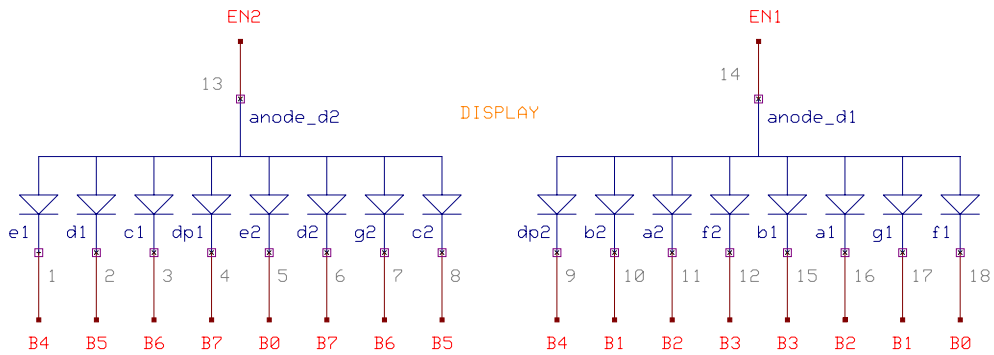 EN2 EN1
13 14
DISPLAY
anode_d2 anode_d1
e1 d1 c1 dp1 e2 d2 g2 c2 dp2 b2 a2 f2 b1 a1 g1 f1
1 2 3 4 5 6 7 8 9 10 11 12 15 16 17 18
B4 B5 B6 B7 B0 B7 B6 B5 B4 B1 B2 B3 B3 B2 B1 B0